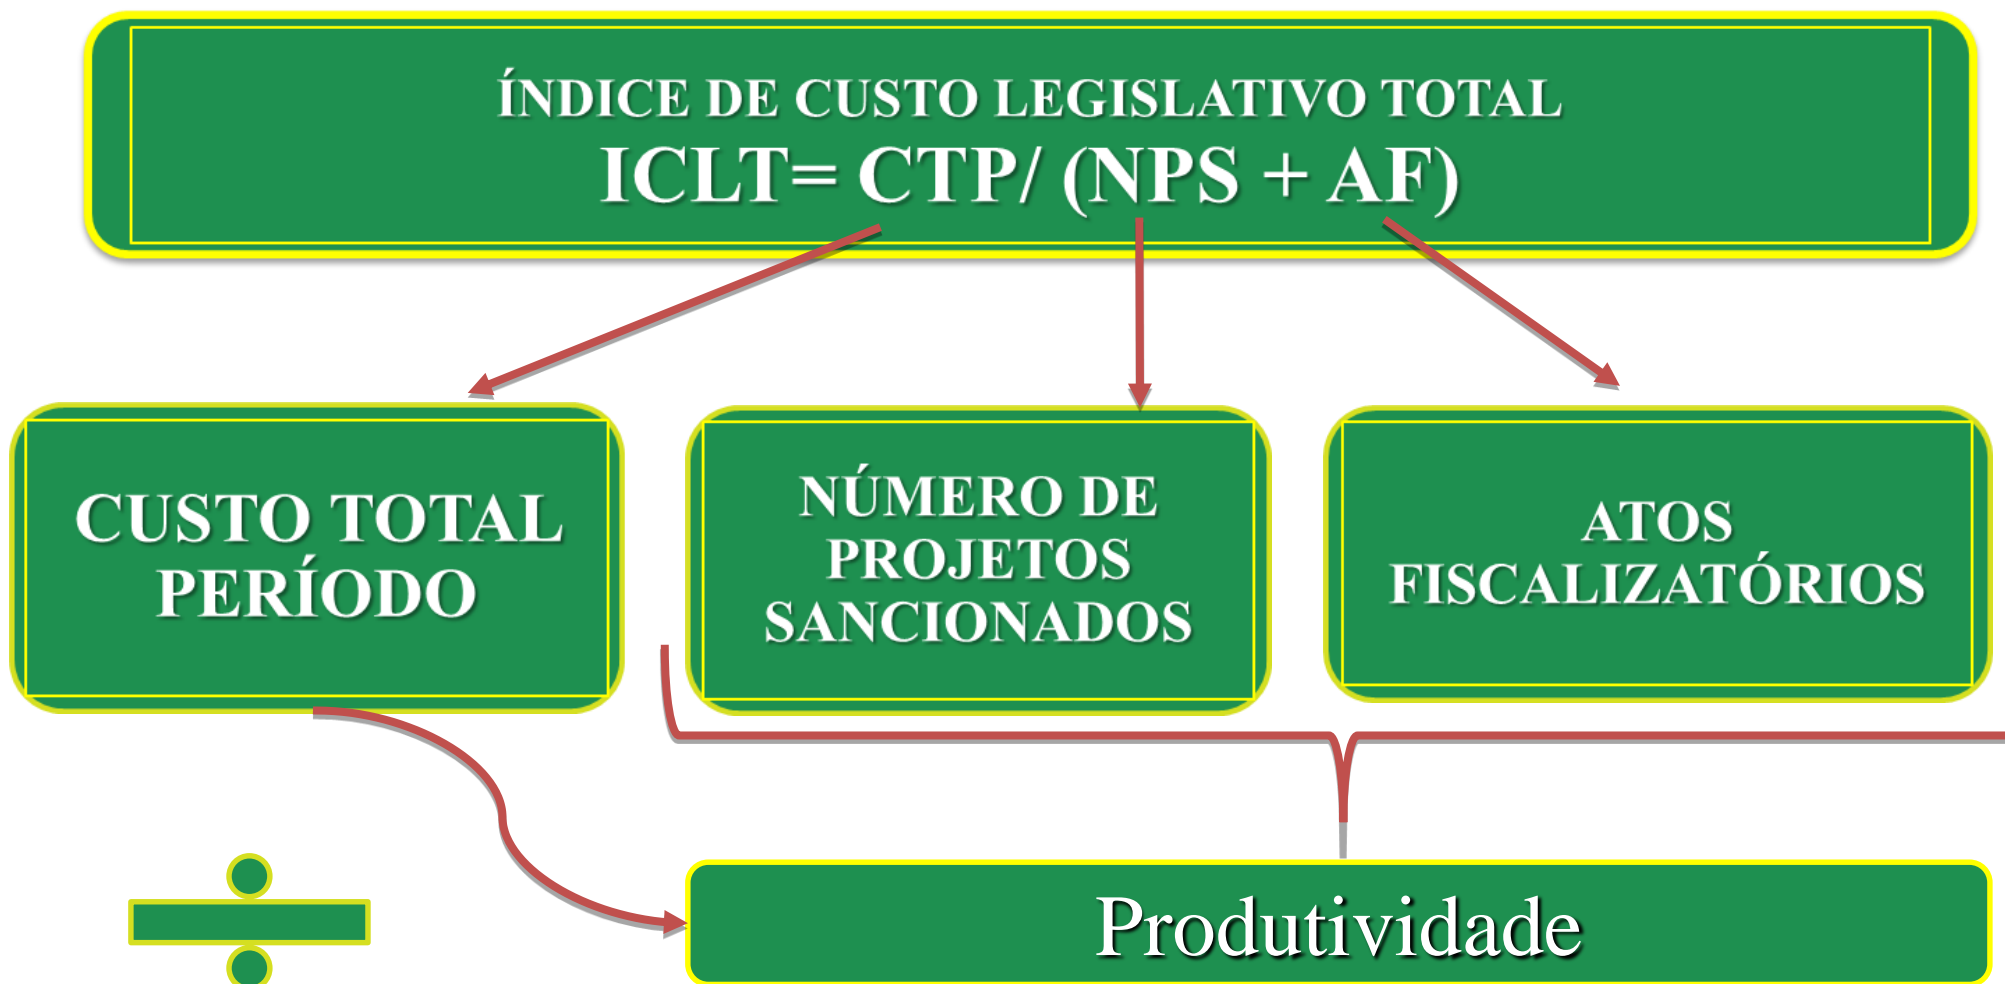 ÍNDICE DE CUSTO LEGISLATIVO TOTAL
ICLT= CTP/ (NPS + AF)
CUSTO TOTAL
PERÍODO
NÚMERO DE
PROJETOS
SANCIONADOS
ATOS
FISCALIZATÓRIOS
Produtividade